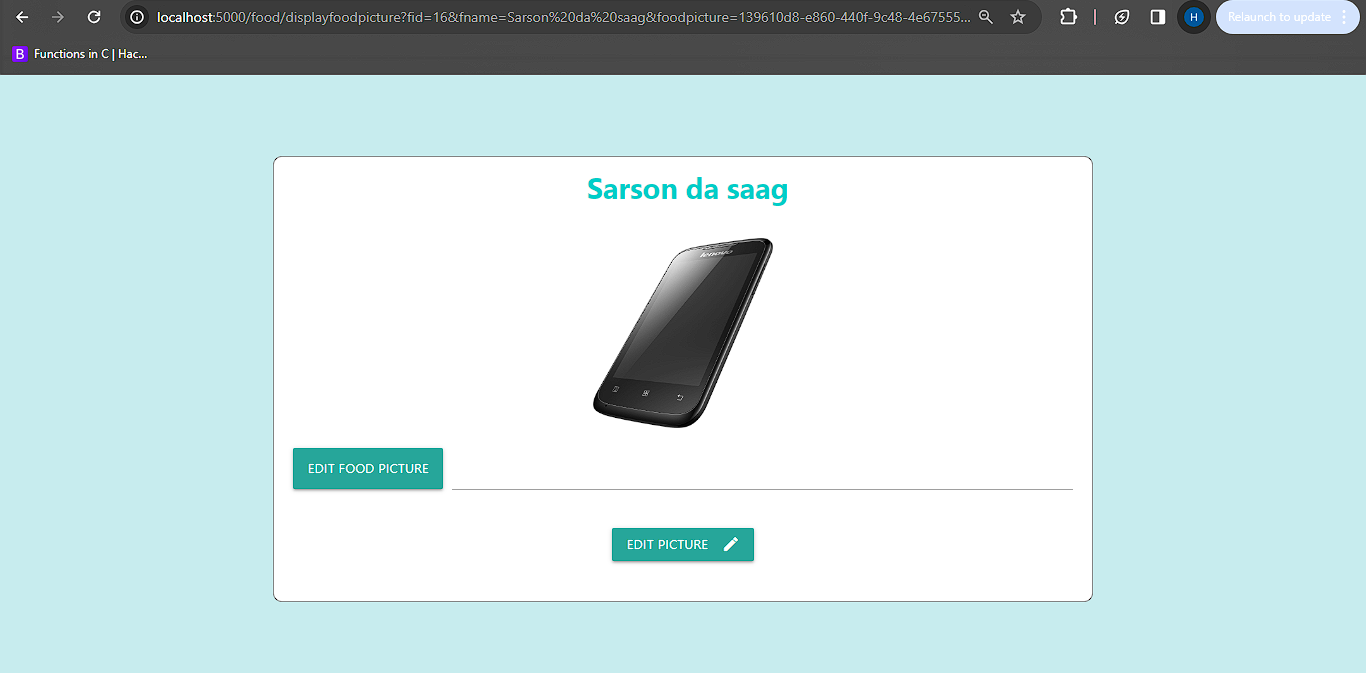 localhost:5000/food/displayfoodpicture?fid=16&fname=Sarson%20da%20saag&foodpicture=139610d8-e860-440f-9c48-4e67555...
H
Relaunch to update
B Functions in C | Hac...
Sarson da saag
lenovo
EDIT FOOD PICTURE
EDIT PICTURE